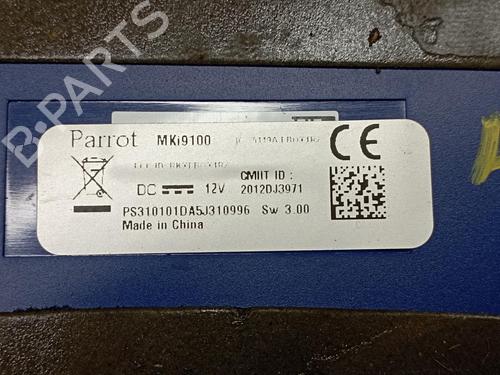 B-PARTS
Parrot MKi9100
CMIIT ID :
DC 12V 2012DJ3971
PS310101DA5J310996 Sw 3.00
Made in China
CE